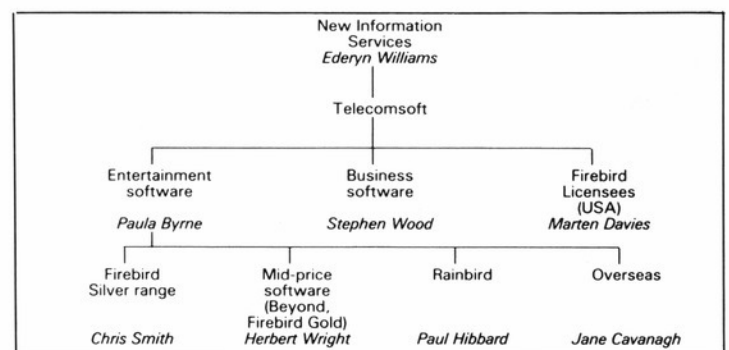 New Information
Services
Ederyn Williams
Telecomsoft
Entertainment
software
Paula Byrne
Business
software
Stephen Wood
Firebird
Licensees
(USA)
Marten Davies
Firebird
Silver range
Chris Smith
Mid-price
software
(Beyond,
Firebird Gold)
Herbert Wright
Rainbird
Paul Hibbard
Overseas
Jane Cavanagh